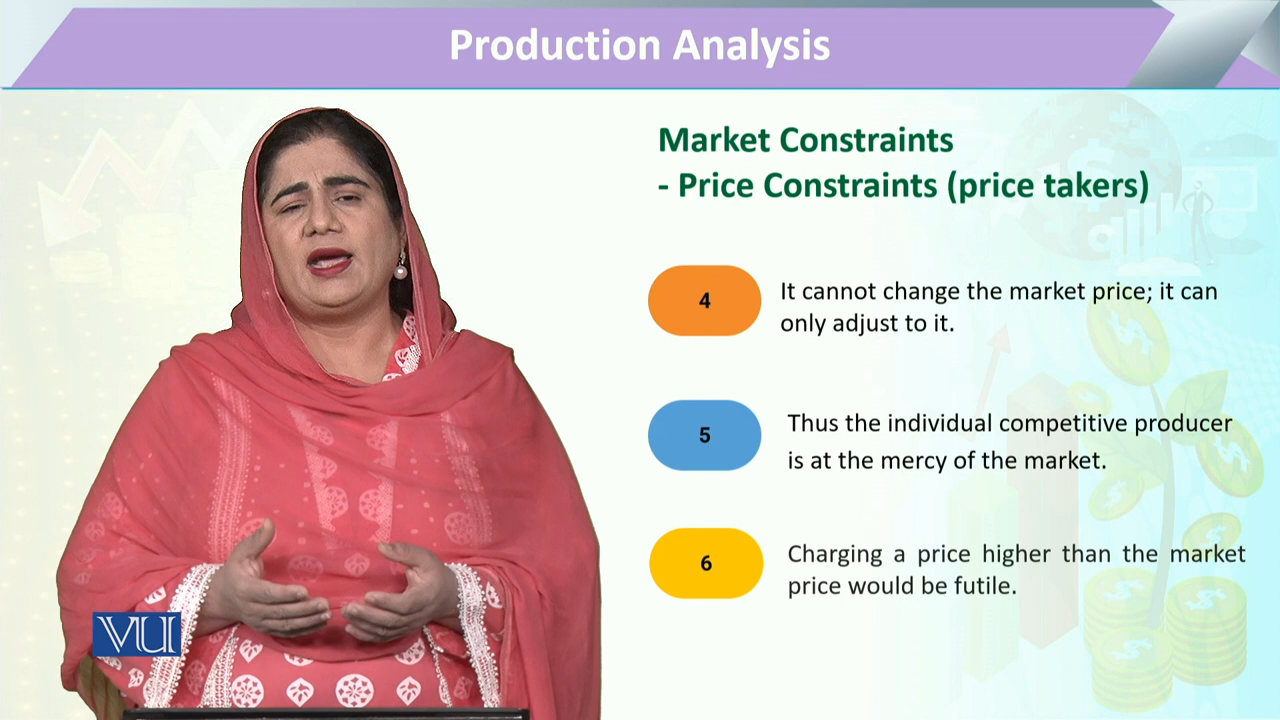 Production Analysis
Market Constraints
- Price Constraints (price takers)
4
It cannot change the market price; it can
only adjust to it.
5
Thus the individual competitive producer
is at the mercy of the market.
6
Charging a price higher than the market
price would be futile.
VU